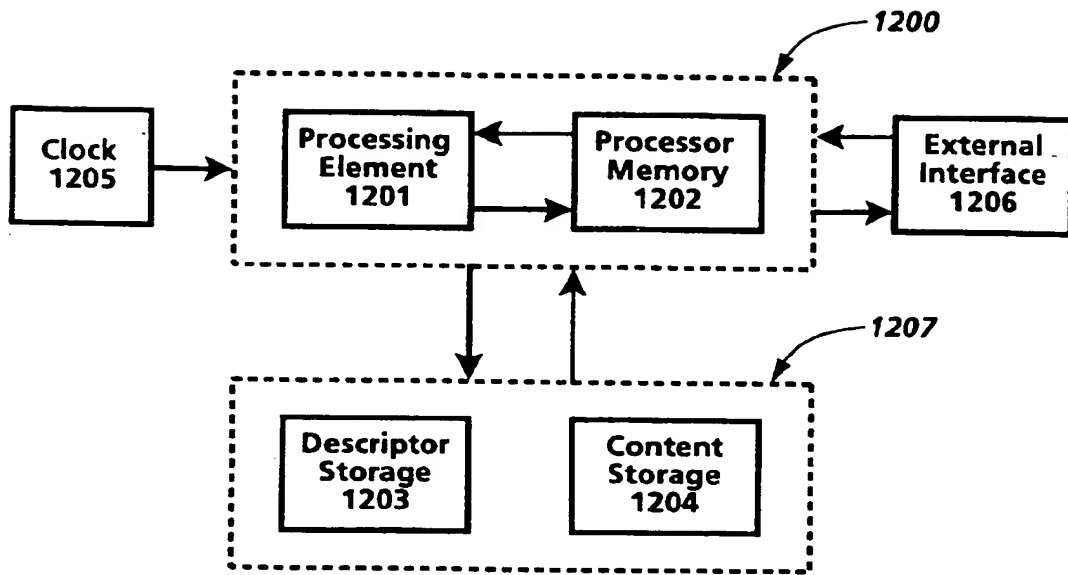 1200
Clock
1205
Processing
Element
1201
Processor
Memory
1202
External
Interface
1206
1207
Descriptor
Storage
1203
Content
Storage
1204